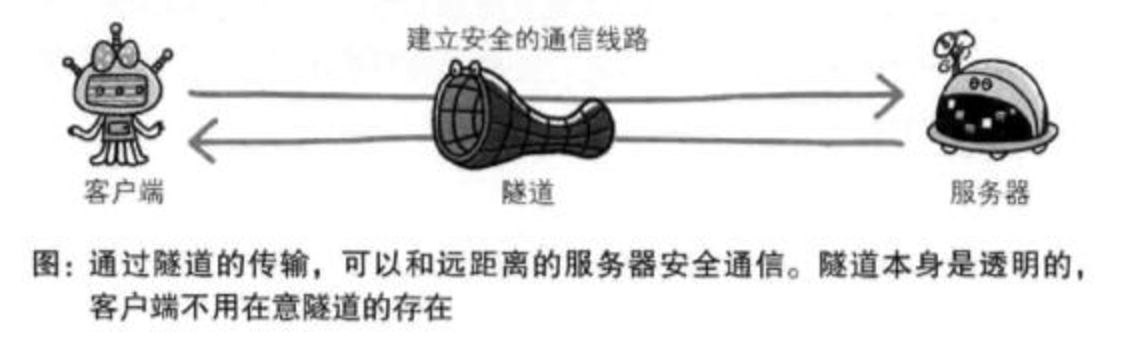 建立安全的通信线路
客户端
隧道
服务器
图：通过隧道的传输，可以和远距离的服务器安全通信。隧道本身是透明的，
客户端不用在意隧道的存在